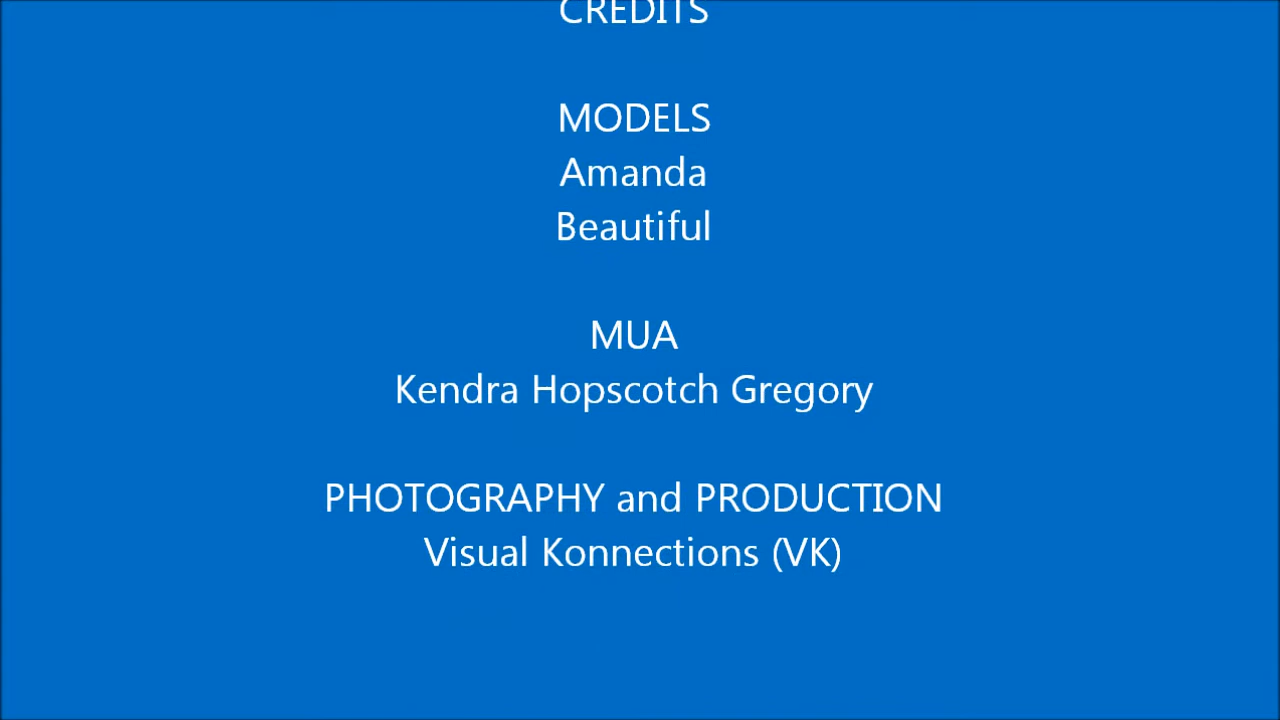 CREDITS
MODELS
Amanda
Beautiful
MUA
Kendra Hopscotch Gregory
PHOTOGRAPHY and PRODUCTION
Visual Konnections (VK)